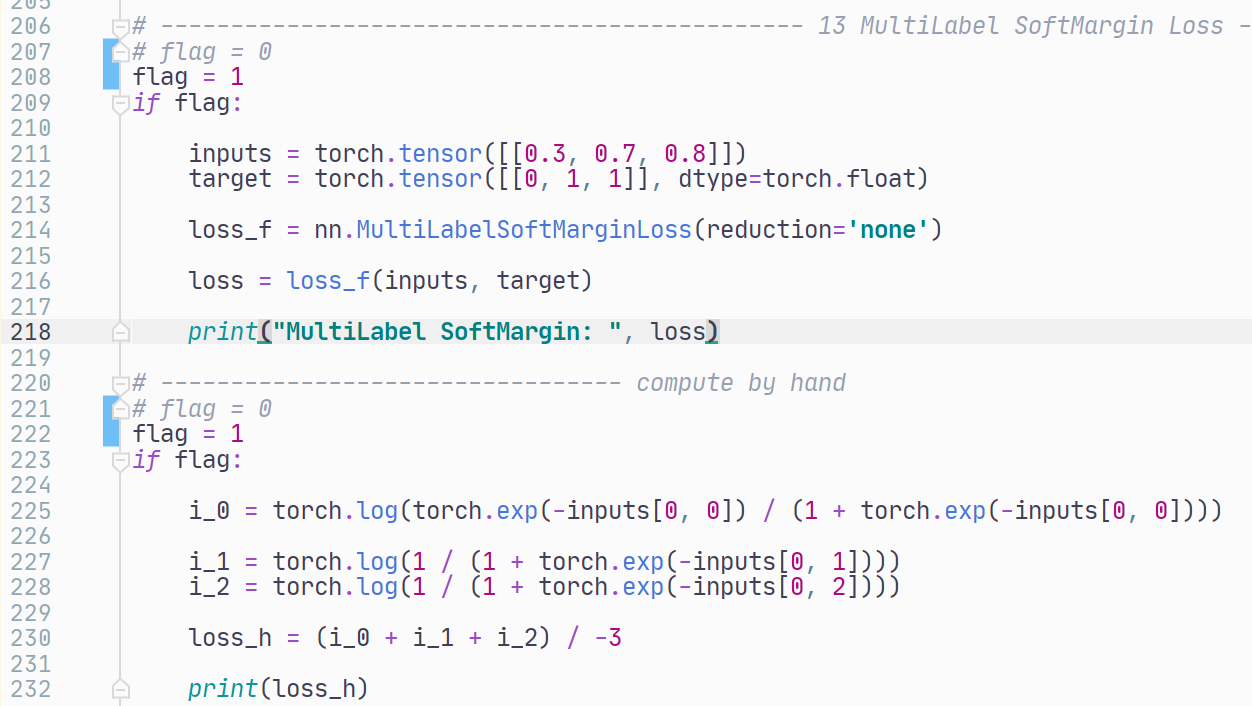 205
206 # ---------------------------------------------- 13 MultiLabel SoftMargin Loss -
207 # flag = 0
208 flag = 1
209 if flag:
210
211     inputs = torch.tensor([[0.3, 0.7, 0.8]])
212     target = torch.tensor([[0, 1, 1]], dtype=torch.float)
213
214     loss_f = nn.MultiLabelSoftMarginLoss(reduction='none')
215
216     loss = loss_f(inputs, target)
217
218     print("MultiLabel SoftMargin: ", loss)
219
220 # --------------------------------- compute by hand
221 # flag = 0
222 flag = 1
223 if flag:
224
225     i_0 = torch.log(torch.exp(-inputs[0, 0]) / (1 + torch.exp(-inputs[0, 0])))
226
227     i_1 = torch.log(1 / (1 + torch.exp(-inputs[0, 1])))
228     i_2 = torch.log(1 / (1 + torch.exp(-inputs[0, 2])))
229
230     loss_h = (i_0 + i_1 + i_2) / -3
231
232     print(loss_h)